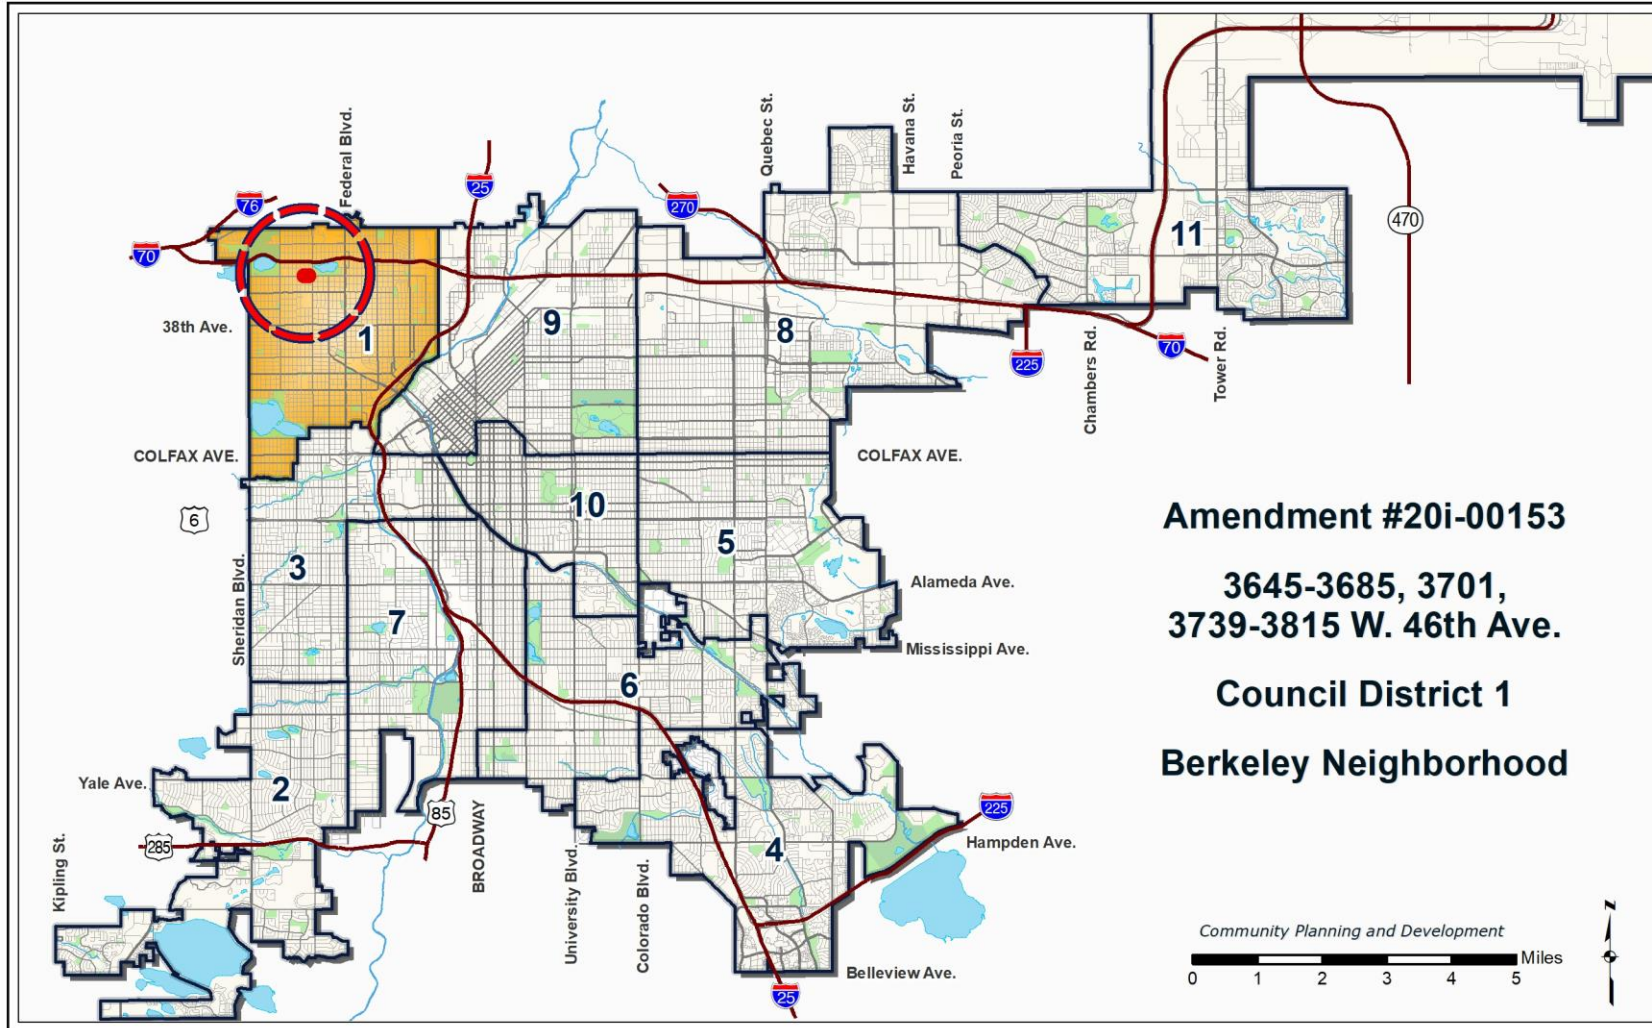 Federal Blvd.
Quebec St.
Havana St.
Peoria St.
76
25
270
70
470
11
38th Ave.
1
9
8
225
Chambers Rd.
70
Tower Rd.
COLFAX AVE.
COLFAX AVE.
6
10
5
3
Sheridan Blvd.
7
Alameda Ave.
Mississippi Ave.
6
Amendment #20i-00153
3645-3685, 3701,
3739-3815 W. 46th Ave.
Council District 1
Berkeley Neighborhood
Yale Ave.
2
85
BROADWAY
225
Hampden Ave.
285
4
Kipling St.
University Blvd.
Colorado Blvd.
Belleview Ave.
25
Community Planning and Development
Miles
0 1 2 3 4 5
N